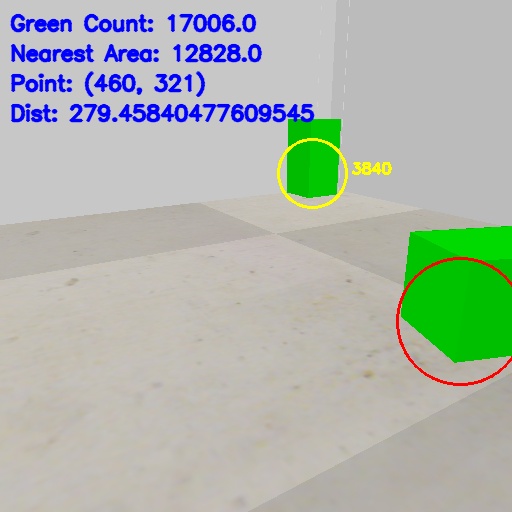 Green Count: 17006.0
Nearest Area: 12828.0
Point: (460, 321)
Dist: 279.45840477609545
3840